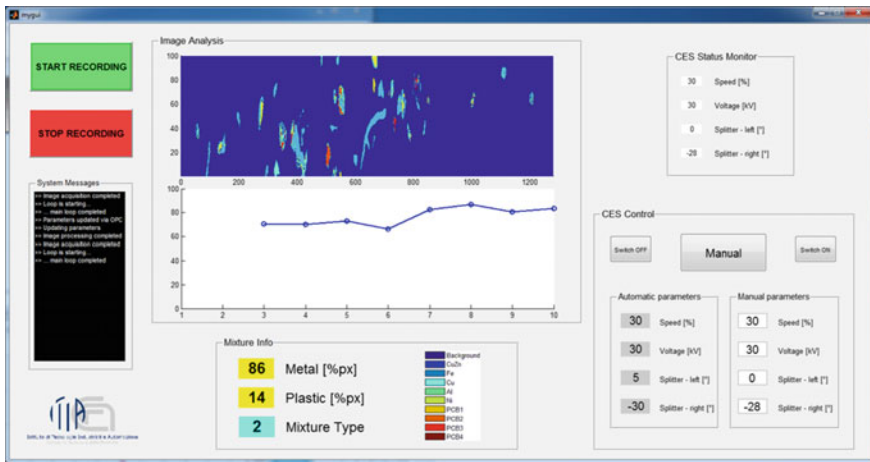 mygui
START RECORDING
STOP RECORDING
System Messages
>> Image acquisition completed
>> Loop is starting...
>> ... main loop completed
>> Parameters updated via OPC
>> Updating parameters
>> Image processing completed
>> Image acquisition completed
>> Loop is starting...
>> ... main loop completed
Image Analysis
100
80
60
40
20
0 200 400 600 800 1000 1200
100
80
60
40
20
0
1 2 3 4 5 6 7 8 9 10
Mixture Info
86 Metal [%px]
14 Plastic [%px]
2 Mixture Type
Background
CuZn
Fe
Cu
Al
Ni
PCB1
PCB2
PCB3
PCB4
CES Status Monitor
30 Speed [%]
30 Voltage [kV]
0 Splitter - left [°]
-28 Splitter - right [°]
CES Control
Switch OFF
Manual
Switch ON
Automatic parameters
30 Speed [%]
30 Voltage [kV]
5 Splitter - left [°]
-30 Splitter - right [°]
Manual parameters
30 Speed [%]
30 Voltage [kV]
0 Splitter - left [°]
-28 Splitter - right [°]
ITIA